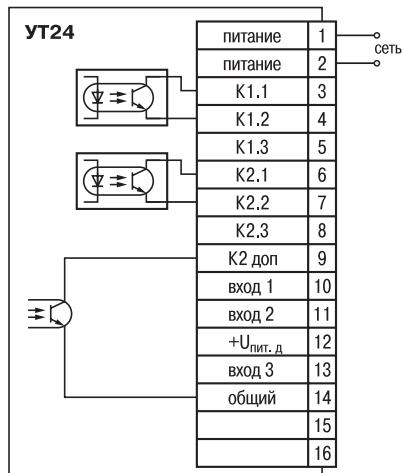 УТ24
питание 1
питание 2
сеть
К1.1 3
К1.2 4
К1.3 5
К2.1 6
К2.2 7
К2.3 8
К2 доп 9
вход 1 10
вход 2 11
+Uпит. д 12
вход 3 13
общий 14
15
16